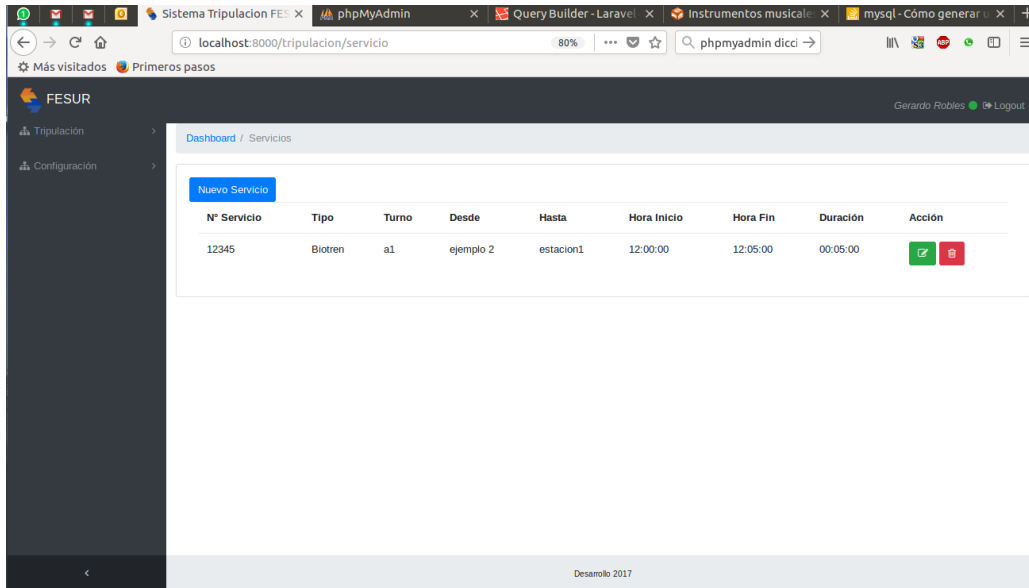 Sistema Tripulacion FES phpMyAdmin Query Builder - Laravel Instrumentos musicale mysql - Cómo generar u
localhost:8000/tripulacion/servicio 80% phpmyadmin dicci
Más visitados Primeros pasos
FESUR
Gerardo Robles Logout
Tripulación
Dashboard / Servicios
Configuración
Nuevo Servicio
N° Servicio Tipo Turno Desde Hasta Hora Inicio Hora Fin Duración Acción
12345 Biotren a1 ejemplo 2 estacion1 12:00:00 12:05:00 00:05:00
Desarrollo 2017